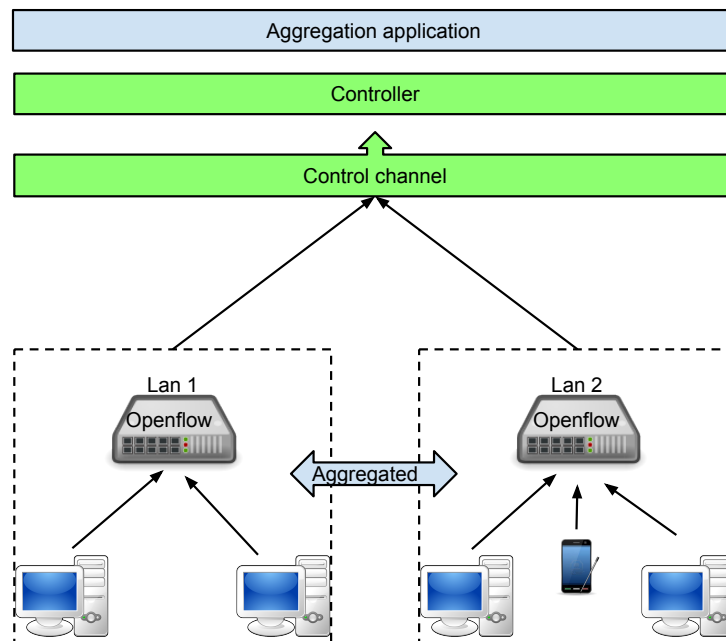 Aggregation application
Controller
Control channel
Lan 1
Lan 2
Openflow
Openflow
Aggregated